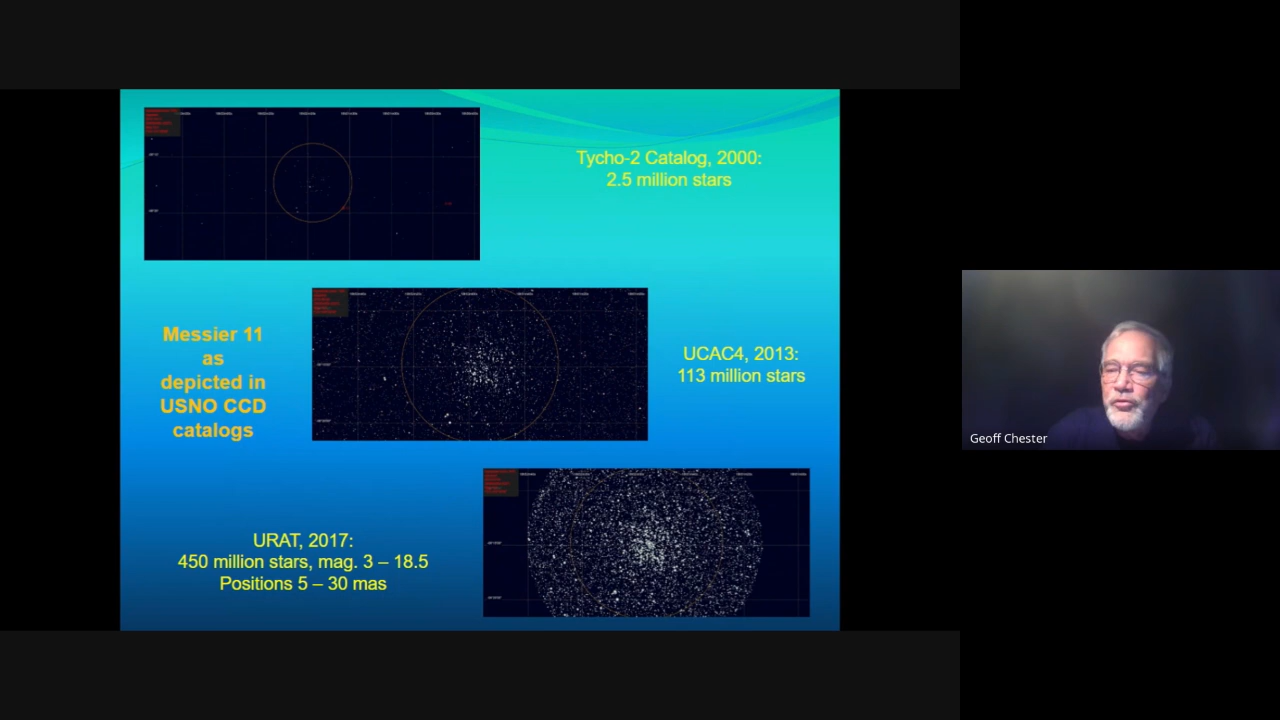 Tycho-2 Catalog, 2000:
2.5 million stars
Messier 11
as
depicted in
USNO CCD
catalogs
UCAC4, 2013:
113 million stars
URAT, 2017:
450 million stars, mag. 3 – 18.5
Positions 5 – 30 mas
Geoff Chester